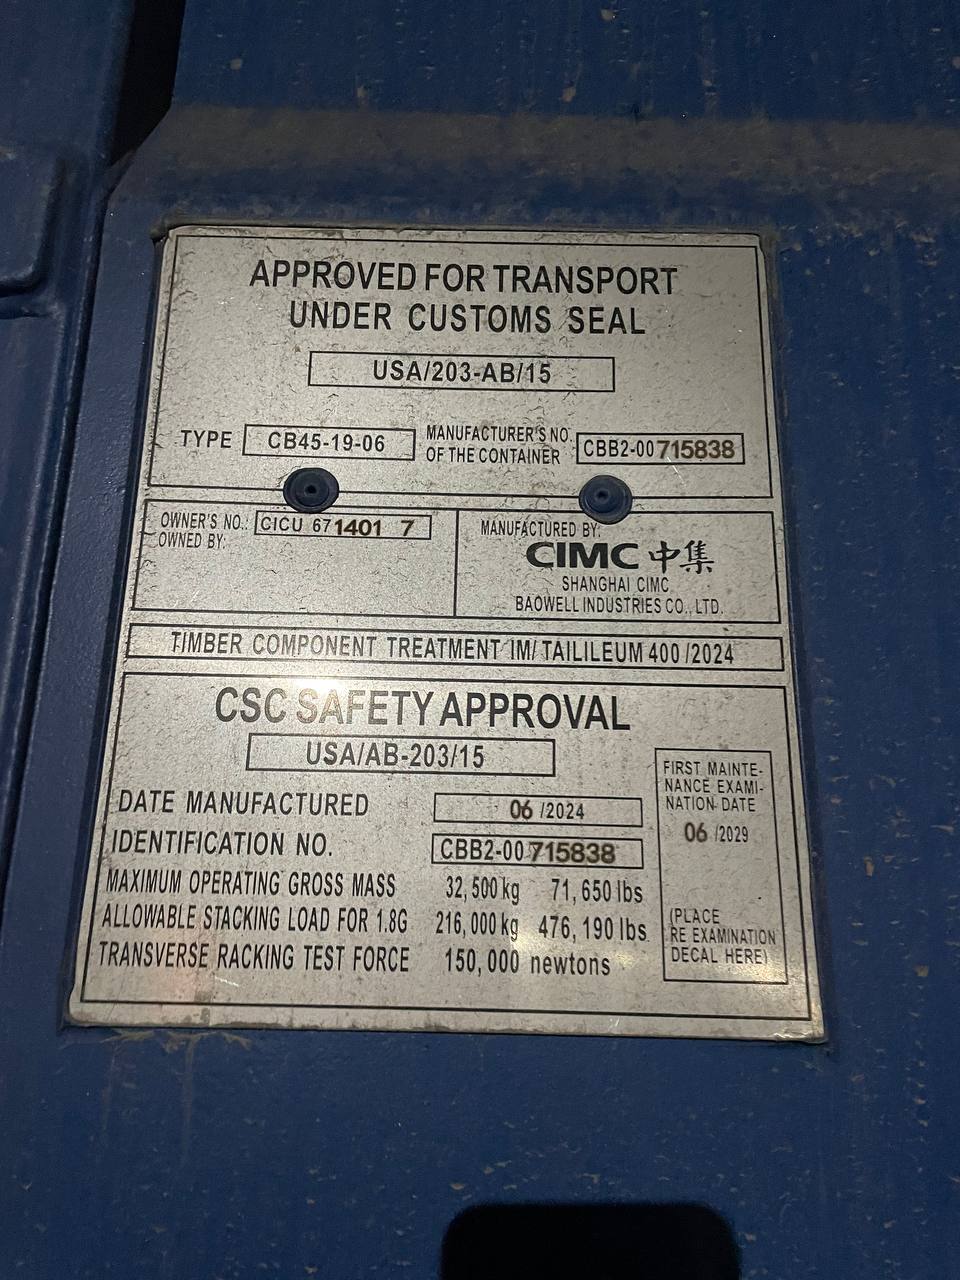 APPROVED FOR TRANSPORT
UNDER CUSTOMS SEAL
USA/203-AB/15
TYPE CB45-19-06
MANUFACTURER'S NO.
OF THE CONTAINER
CBB2-00715838
OWNER'S NO.: CICU 671401 7
OWNED BY:
MANUFACTURED BY:
CIMC 中集
SHANGHAI CIMC
BAOWELL INDUSTRIES CO., LTD.
TIMBER COMPONENT TREATMENT IM/ TAILILEUM 400 /2024
CSC SAFETY APPROVAL
USA/AB-203/15
DATE MANUFACTURED 06 /2024
IDENTIFICATION NO. CBB2-00715838
MAXIMUM OPERATING GROSS MASS 32,500 kg 71,650 lbs
ALLOWABLE STACKING LOAD FOR 1.8G 216,000 kg 476,190 lbs
TRANSVERSE RACKING TEST FORCE 150,000 newtons
FIRST MAINTE-
NANCE EXAMI-
NATION DATE
06 /2029
(PLACE
RE EXAMINATION
DECAL HERE)